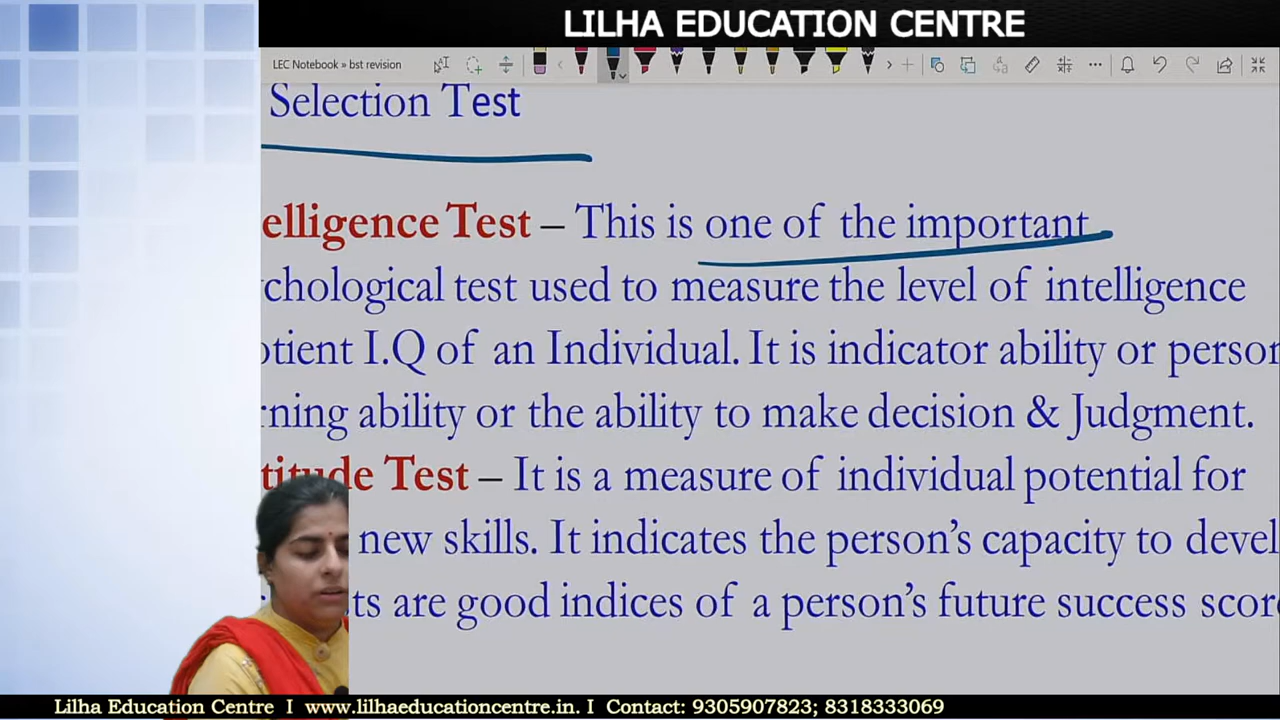 LILHA EDUCATION CENTRE
LEC Notebook » bst revision
Selection Test
elligence Test – This is one of the important
chological test used to measure the level of intelligence
tient I.Q of an Individual. It is indicator ability or person
rning ability or the ability to make decision & Judgment.
titude Test – It is a measure of individual potential for
new skills. It indicates the person's capacity to devel
ts are good indices of a person's future success scor
Lilha Education Centre I www.lilhaeducationcentre.in. I Contact: 9305907823; 8318333069